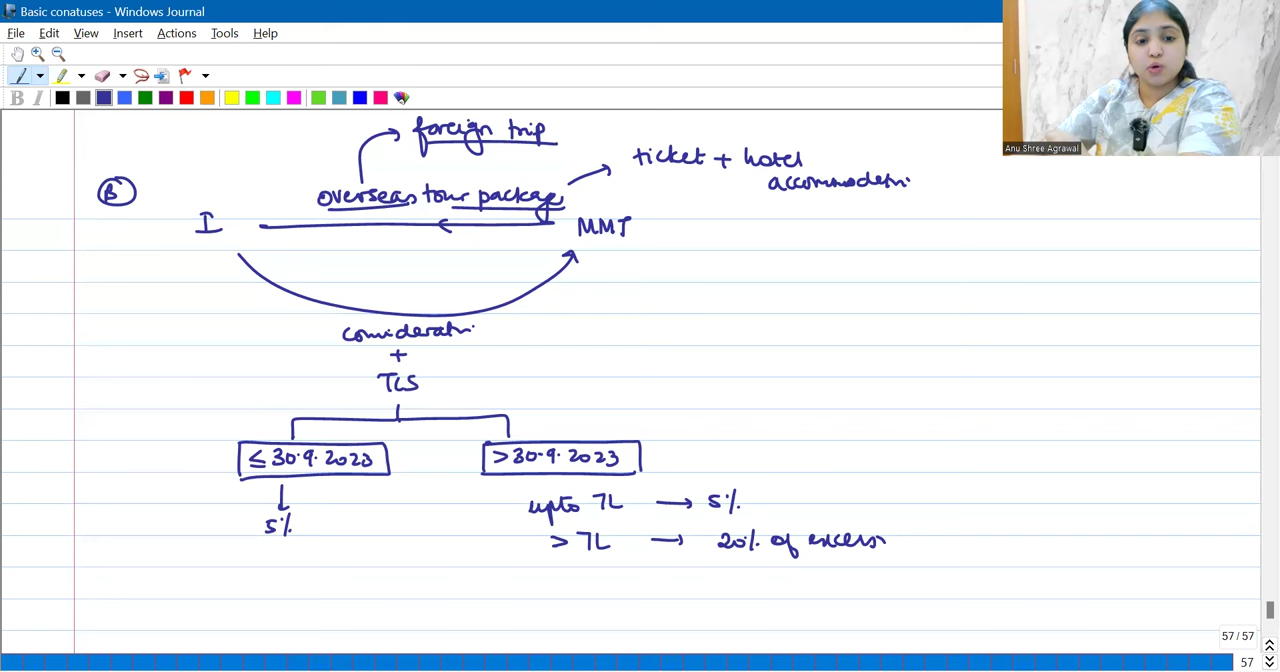 Basic conatuses - Windows Journal
File Edit View Insert Actions Tools Help
B I
Anu Shree Agrawal
foreign trip
ticket + hotel
accommodatn
B
overseas tour package
I
MMT
consideratn
+
TCS
≤ 30.9.2023
> 30.9.2023
upto 7L → 5%
5%
> 7L → 20% of excess
57 / 57
57